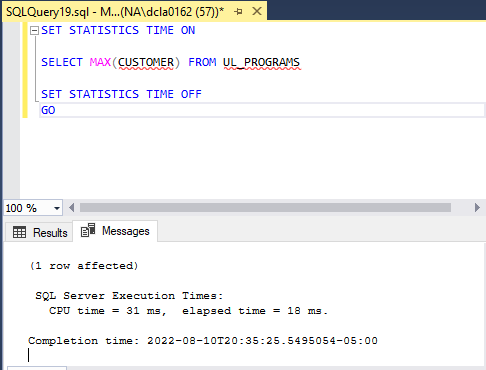 SQLQuery19.sql - M...(NA\dcla0162 (57))*
SET STATISTICS TIME ON
SELECT MAX(CUSTOMER) FROM UL_PROGRAMS
SET STATISTICS TIME OFF
GO
100 %
Results Messages
(1 row affected)
SQL Server Execution Times:
CPU time = 31 ms, elapsed time = 18 ms.
Completion time: 2022-08-10T20:35:25.5495054-05:00